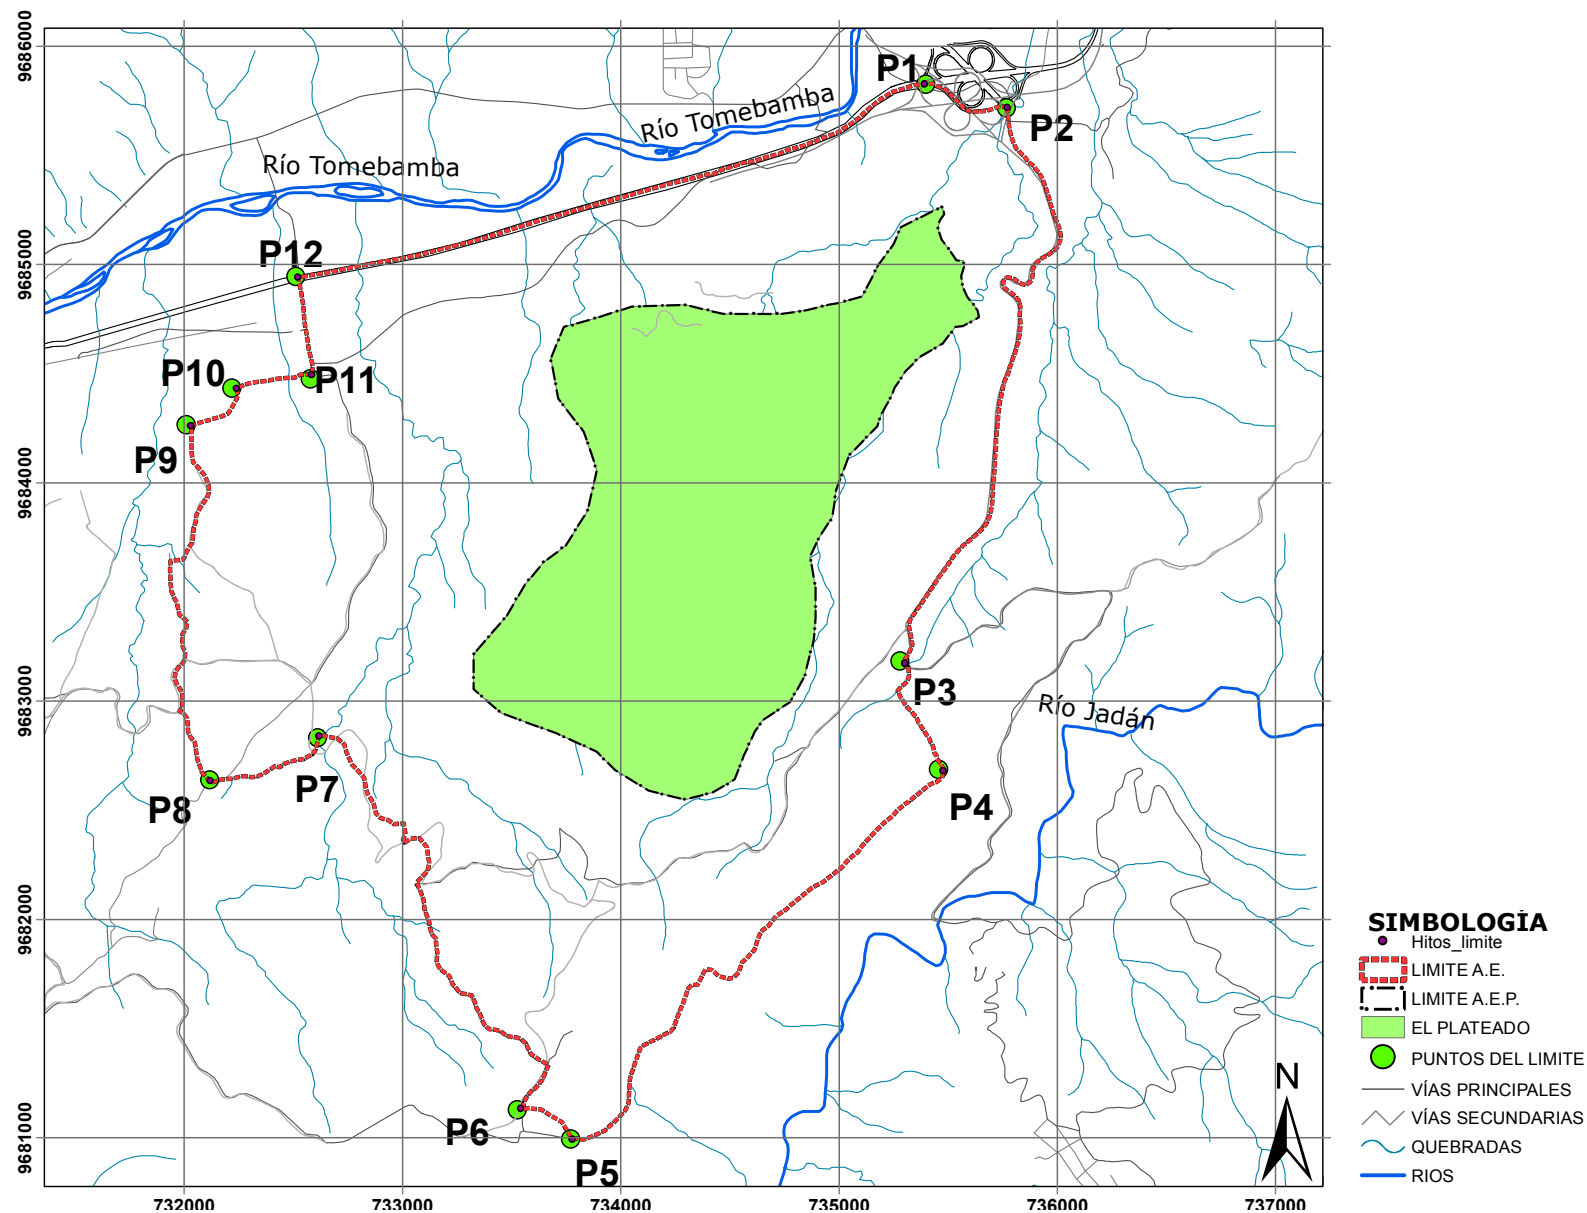 9686000
P1
Río Tomebamba
P2
Río Tomebamba
P12
9685000
P10
P11
P9
9684000
P3
9683000
Río Jadán
P7
P8
P4
9682000
SIMBOLOGÍA
Hitos_limite
LIMITE A.E.
LIMITE A.E.P.
EL PLATEADO
PUNTOS DEL LIMITE
N
VÍAS PRINCIPALES
VÍAS SECUNDARIAS
9681000
P6
QUEBRADAS
P5
RIOS
732000
733000
734000
735000
736000
737000